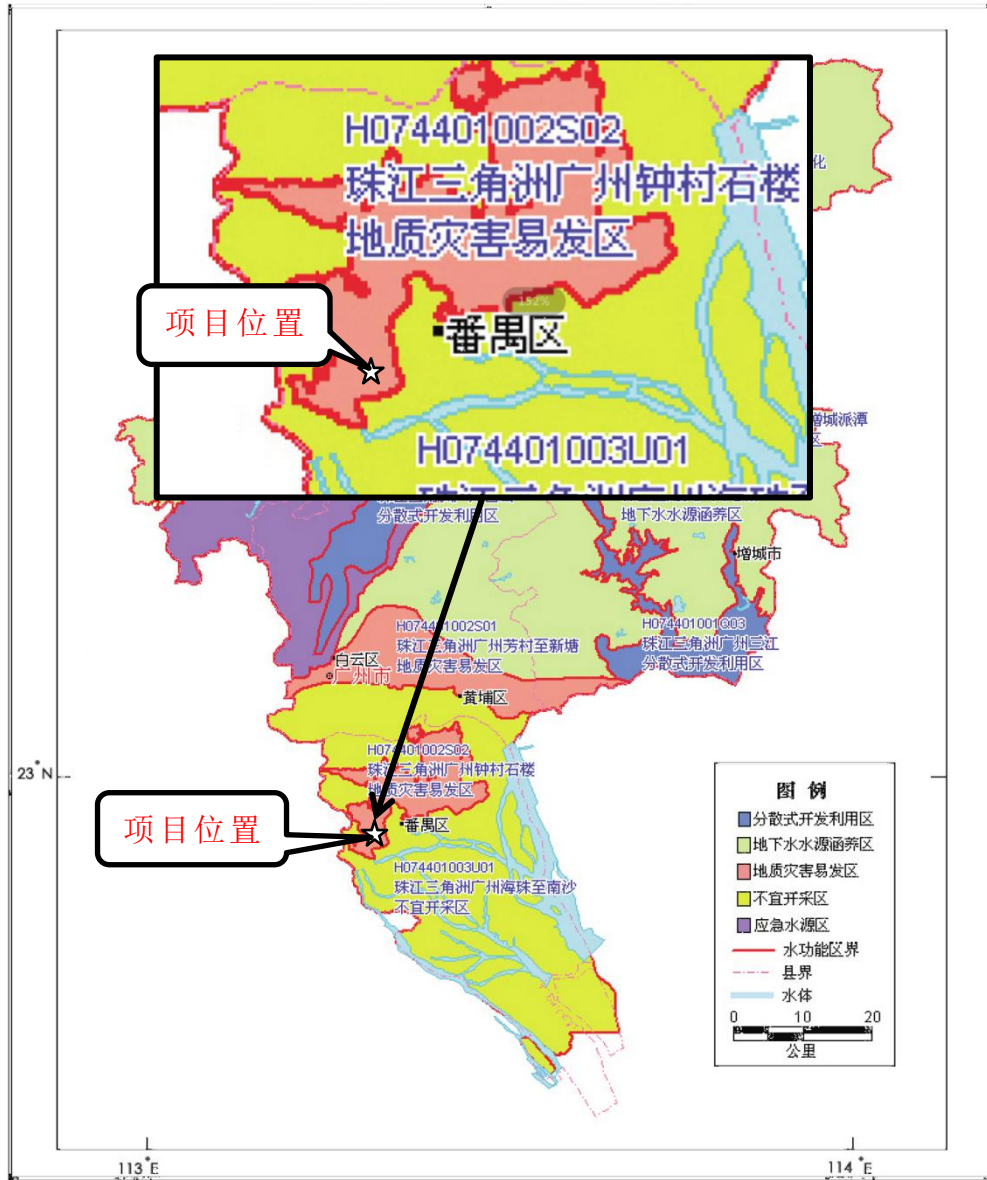 H074401002S02
珠江三角洲广州钟村石楼
地质灾害易发区
化
项目位置
152%
番禺区
增城派潭
区
H074401003U01
分散式开发利用区
地下水水源涵养区
增城市
H074401002S01
珠江三角洲广州芳村至新塘
地质灾害易发区
H074401001G03
珠江三角洲广州三江
分散式开发利用区
白云区
广州市
黄埔区
H074401002S02
珠江三角洲广州钟村石楼
地质灾害易发区
23°N
项目位置
番禺区
H074401003U01
珠江三角洲广州海珠至南沙
不宜开采区
图例
分散式开发利用区
地下水水源涵养区
地质灾害易发区
不宜开采区
应急水源区
水功能区界
县界
水体
0 10 20
公里
113°E
114°E